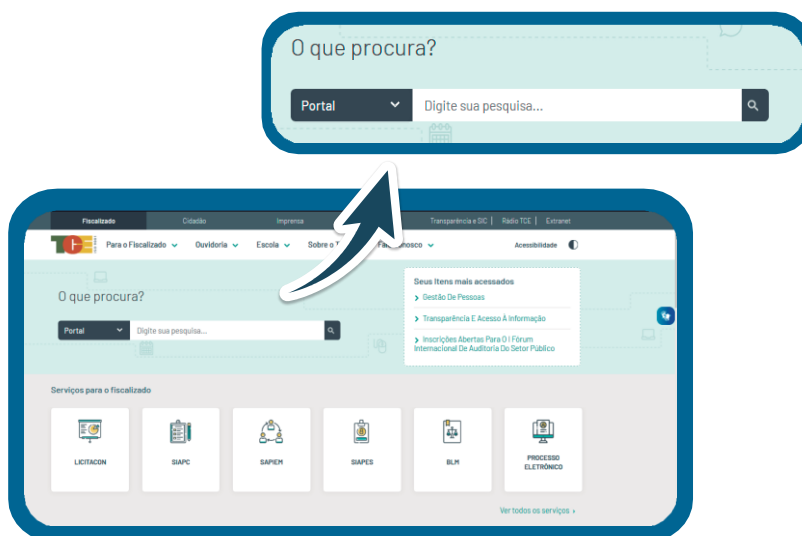 O que procura?
Portal
Digite sua pesquisa...
Fiscalizado
Cidadão
Imprensa
Transparência e SIC | Rádio TCE | Extranet
TCE
Para o Fiscalizado
Ouvidoria
Escola
Sobre o
Acessibilidade
O que procura?
Portal
Digite sua pesquisa...
Seus Itens mais acessados
Gestão De Pessoas
Transparência E Acesso À Informação
Inscrições Abertas Para O I Fórum
Internacional De Auditoria Do Setor Público
Serviços para o fiscalizado
LICITACON
SIAPC
SAPIEM
SIAPES
BLM
PROCESSO
ELETRÔNICO
Ver todos os serviços ›